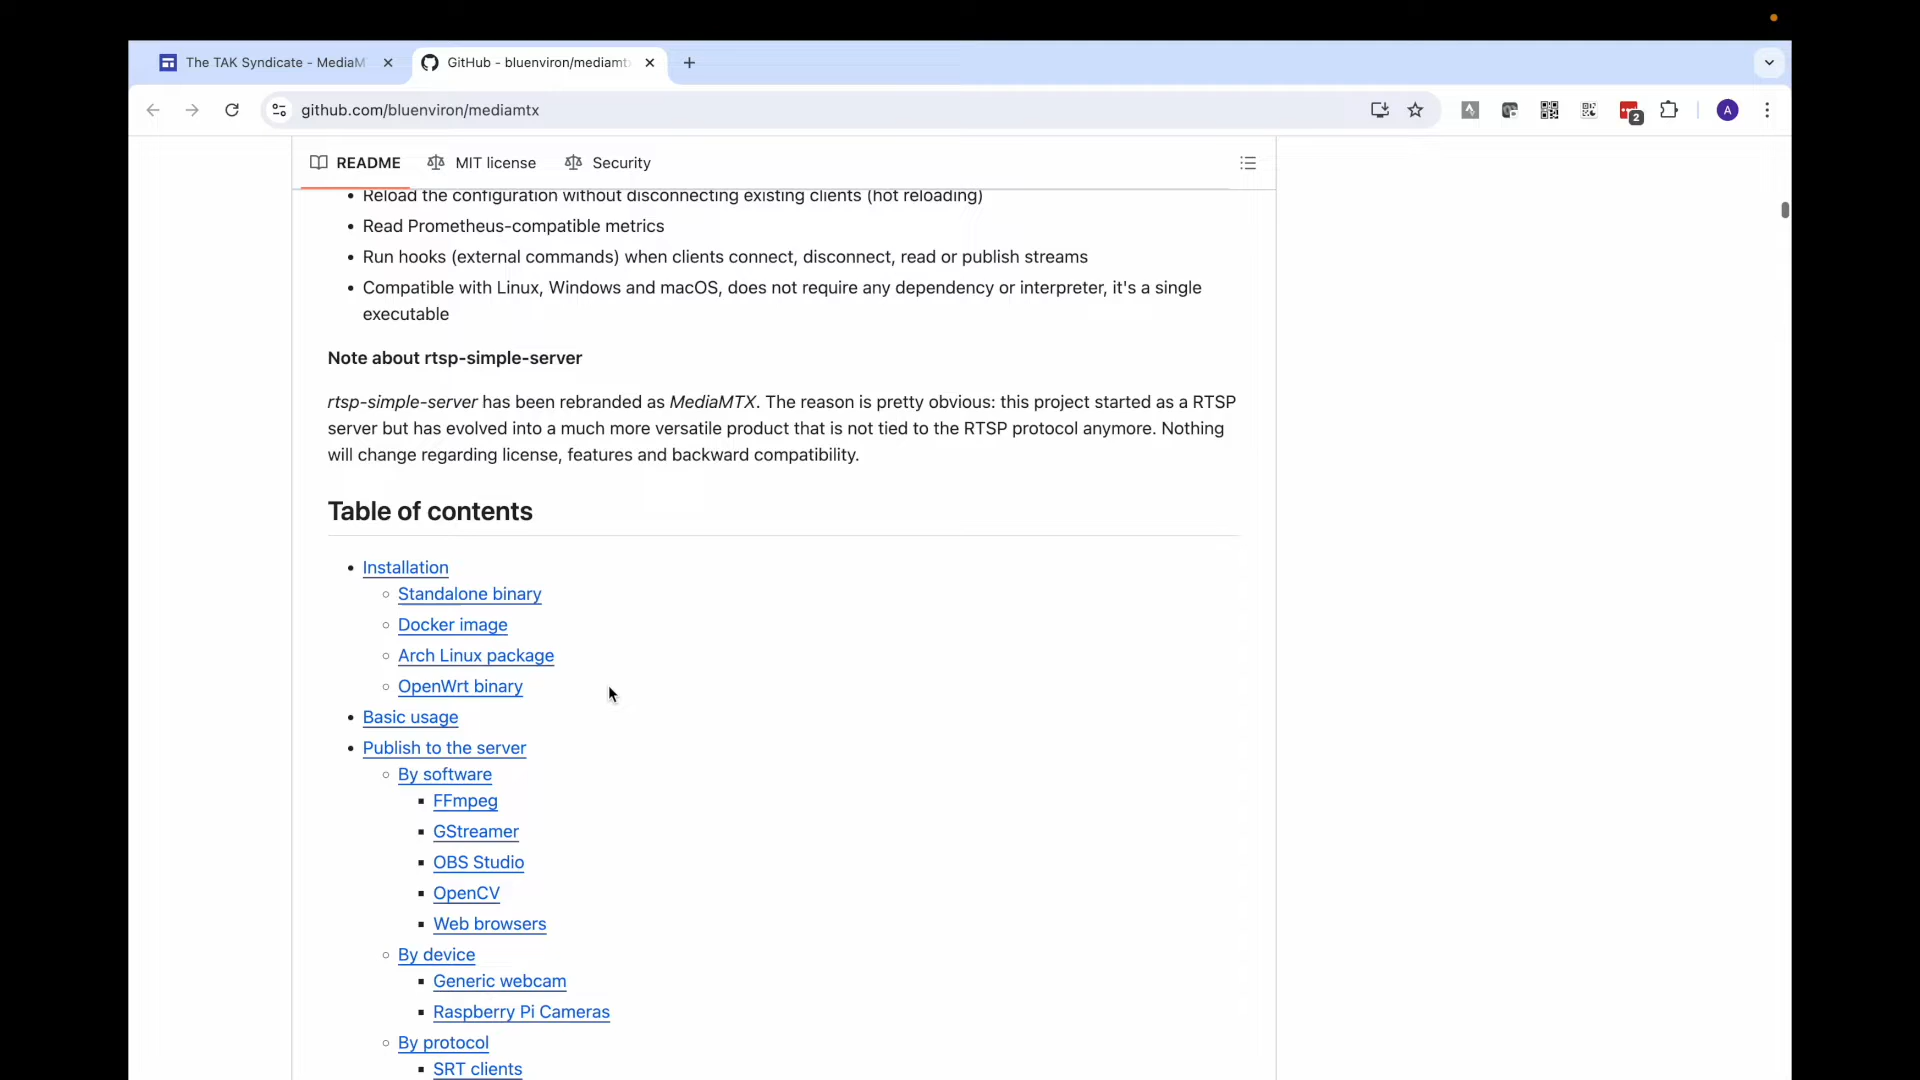 The TAK Syndicate - MediaM
GitHub - bluenviron/mediamt
github.com/bluenviron/mediamtx
2
A
README
MIT license
Security
• Reload the configuration without disconnecting existing clients (hot reloading)
• Read Prometheus-compatible metrics
• Run hooks (external commands) when clients connect, disconnect, read or publish streams
• Compatible with Linux, Windows and macOS, does not require any dependency or interpreter, it's a single
executable
Note about rtsp-simple-server
rtsp-simple-server has been rebranded as MediaMTX. The reason is pretty obvious: this project started as a RTSP
server but has evolved into a much more versatile product that is not tied to the RTSP protocol anymore. Nothing
will change regarding license, features and backward compatibility.
Table of contents
• Installation
◦ Standalone binary
◦ Docker image
◦ Arch Linux package
◦ OpenWrt binary
• Basic usage
• Publish to the server
◦ By software
▪ FFmpeg
▪ GStreamer
▪ OBS Studio
▪ OpenCV
▪ Web browsers
◦ By device
▪ Generic webcam
▪ Raspberry Pi Cameras
◦ By protocol
▪ SRT clients